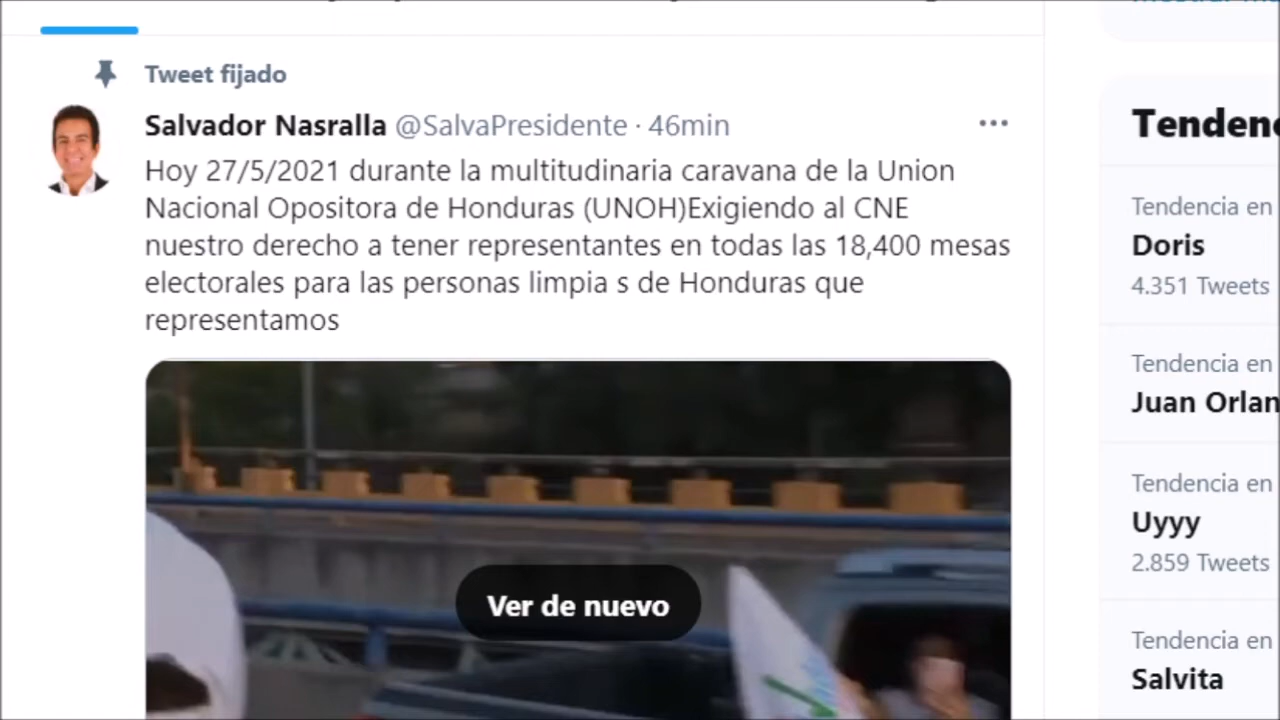 Tweet fijado
Salvador Nasralla @SalvaPresidente · 46min
Hoy 27/5/2021 durante la multitudinaria caravana de la Union
Nacional Opositora de Honduras (UNOH)Exigiendo al CNE
nuestro derecho a tener representantes en todas las 18,400 mesas
electorales para las personas limpia s de Honduras que
representamos
Ver de nuevo
Tendencia en
Doris
4.351 Tweets
Tendencia en
Juan Orlan
Tendencia en
Uyyy
2.859 Tweets
Tendencia en
Salvita